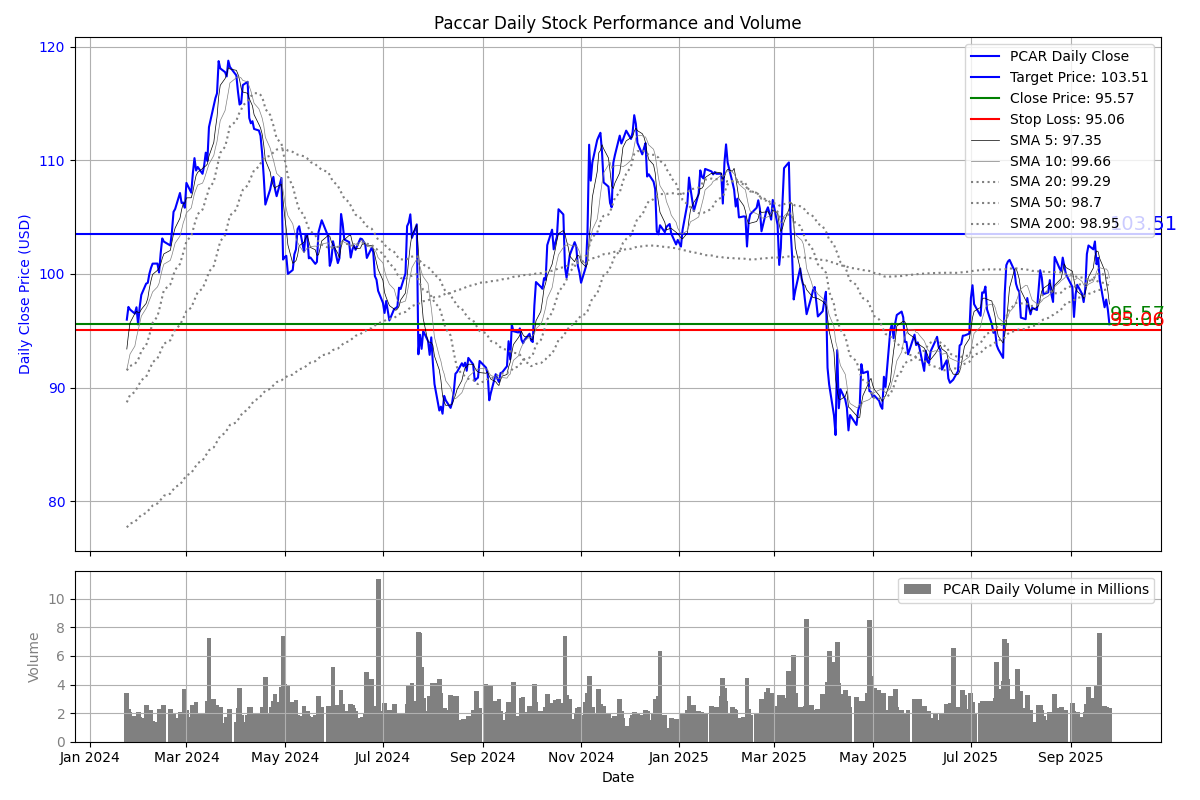 Paccar Daily Stock Performance and Volume
120
110
100
90
80
Daily Close Price (USD)
PCAR Daily Close
Target Price: 103.51
Close Price: 95.57
Stop Loss: 95.06
SMA 5: 97.35
SMA 10: 99.66
SMA 20: 99.29
SMA 50: 98.7
SMA 200: 98.95
103.51
95.57
95.06
PCAR Daily Volume in Millions
10
8
6
4
2
0
Volume
Jan 2024
Mar 2024
May 2024
Jul 2024
Sep 2024
Nov 2024
Jan 2025
Mar 2025
May 2025
Jul 2025
Sep 2025
Date